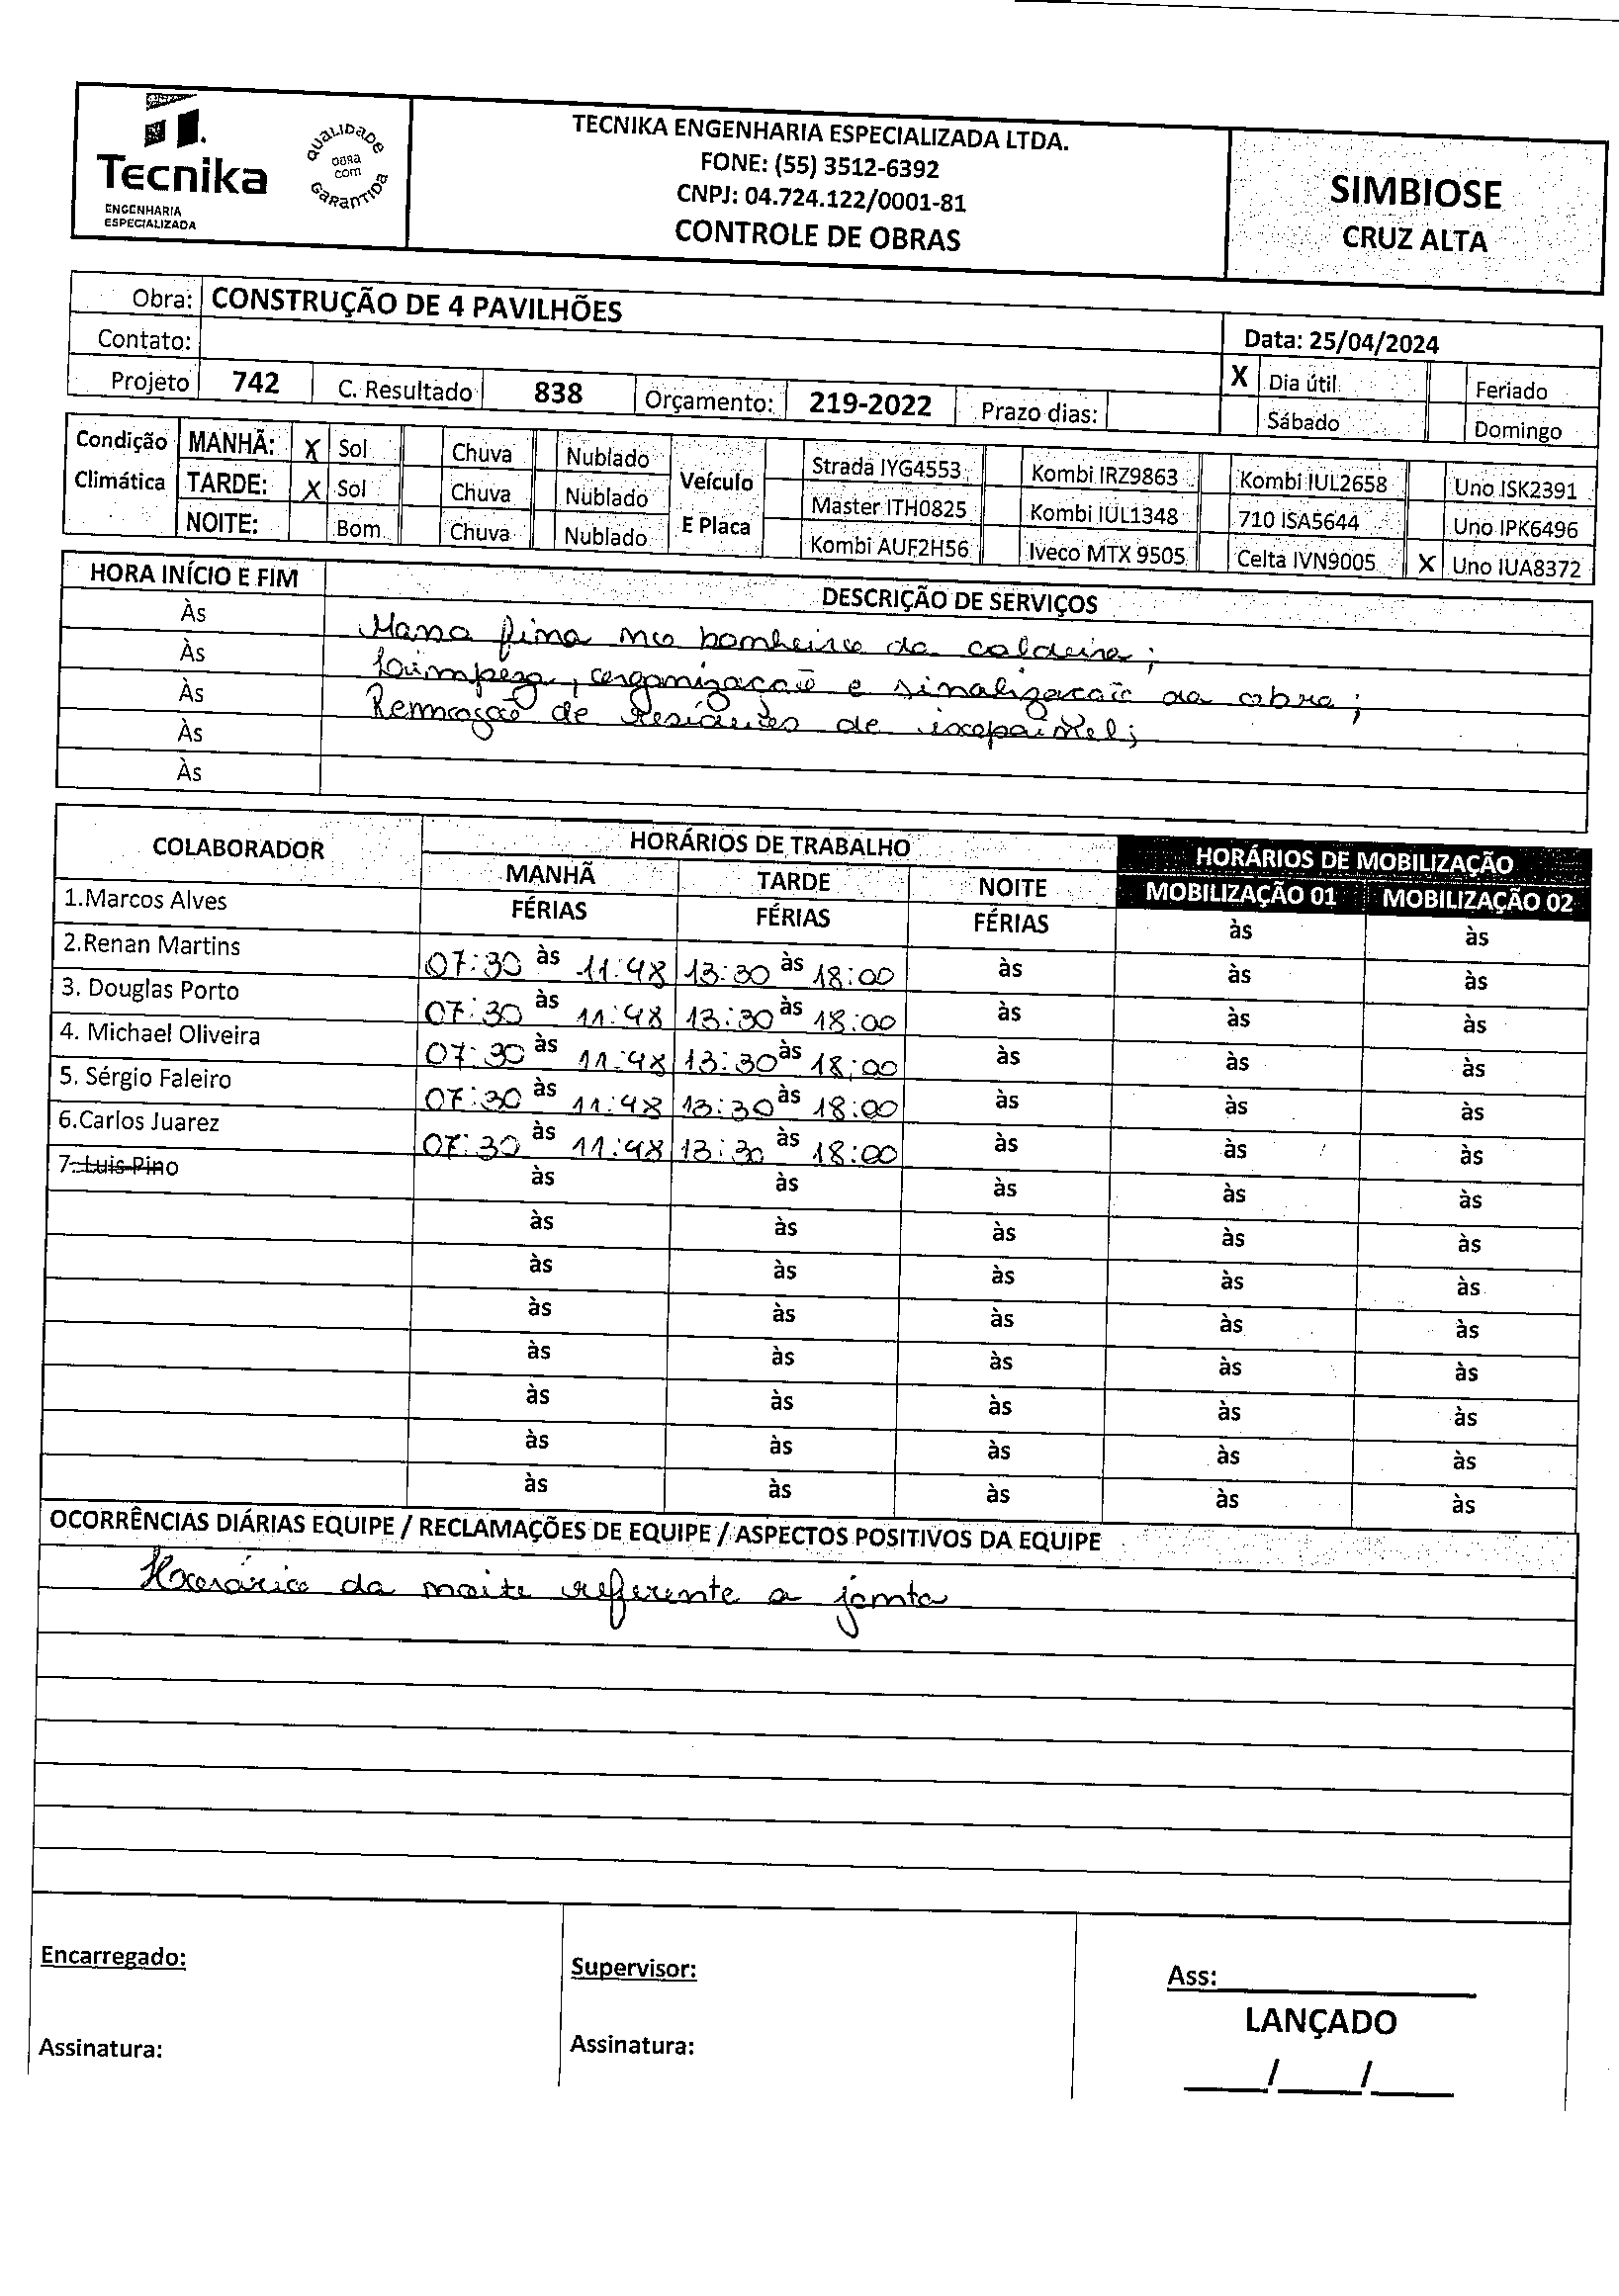 Tecnika
ENGENHARIA
ESPECIALIZADA
QUALIDADE
OBRA
COM
GARANTIDA
TECNIKA ENGENHARIA ESPECIALIZADA LTDA.
FONE: (55) 3512-6392
CNPJ: 04.724.122/0001-81
CONTROLE DE OBRAS
SIMBIOSE
CRUZ ALTA
Obra: CONSTRUÇÃO DE 4 PAVILHÕES
Contato: Data: 25/04/2024
Projeto 742 C. Resultado 838 Orçamento: 219-2022 Prazo dias: X Dia útil Feriado
Sábado Domingo
Condição MANHÃ: X Sol Chuva Nublado Veículo Strada IYG4553 Kombi IRZ9863 Kombi IUL2658 Uno ISK2391
Climática TARDE: X Sol Chuva Nublado E Placa Master ITH0825 Kombi IUL1348 710 ISA5644 Uno IPK6496
NOITE: Bom Chuva Nublado Kombi AUF2H56 Iveco MTX 9505 Celta IVN9005 X Uno IUA8372
HORA INÍCIO E FIM DESCRIÇÃO DE SERVIÇOS
Às Massa fina no banheiro da caldeira;
Às Limpeza, organização e sinalização da obra;
Às Remoção de Resíduos de isopainel;
Às
Às
COLABORADOR HORÁRIOS DE TRABALHO HORÁRIOS DE MOBILIZAÇÃO
MANHÃ TARDE NOITE MOBILIZAÇÃO 01 MOBILIZAÇÃO 02
1.Marcos Alves FÉRIAS FÉRIAS FÉRIAS às às
2.Renan Martins 07:30 às 11:48 13:30 às 18:00 às às às
3. Douglas Porto 07:30 às 11:48 13:30 às 18:00 às às às
4. Michael Oliveira 07:30 às 11:48 13:30 às 18:00 às às às
5. Sérgio Faleiro 07:30 às 11:48 13:30 às 18:00 às às às
6.Carlos Juarez 07:30 às 11:48 13:30 às 18:00 às às às
7. Luis Pino às às às às às
às às às às às
às às às às às
às às às às às
às às às às às
às às às às às
às às às às às
às às às às às
OCORRÊNCIAS DIÁRIAS EQUIPE / RECLAMAÇÕES DE EQUIPE / ASPECTOS POSITIVOS DA EQUIPE
Horário da noite referente a janta
Encarregado: Supervisor: Ass:
LANÇADO
Assinatura: Assinatura: / /